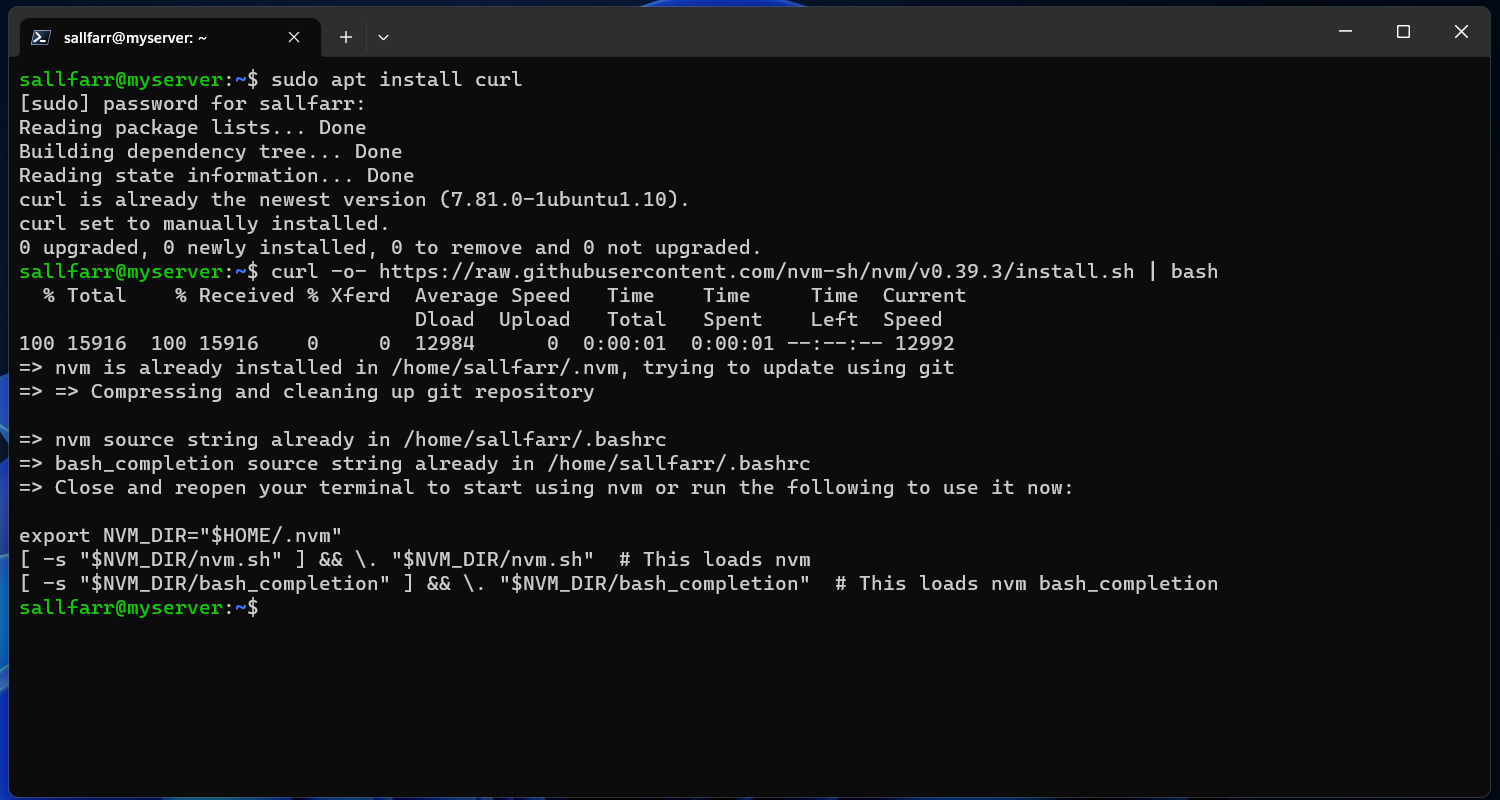 sallfarr@myserver: ~
sallfarr@myserver:~$ sudo apt install curl
[sudo] password for sallfarr:
Reading package lists... Done
Building dependency tree... Done
Reading state information... Done
curl is already the newest version (7.81.0-1ubuntu1.10).
curl set to manually installed.
0 upgraded, 0 newly installed, 0 to remove and 0 not upgraded.
sallfarr@myserver:~$ curl -o- https://raw.githubusercontent.com/nvm-sh/nvm/v0.39.3/install.sh | bash
  % Total    % Received % Xferd  Average Speed   Time    Time     Time  Current
                                 Dload  Upload   Total   Spent    Left  Speed
100 15916  100 15916    0     0  12984      0  0:00:01  0:00:01 --:--:-- 12992
=> nvm is already installed in /home/sallfarr/.nvm, trying to update using git
=> => Compressing and cleaning up git repository
=> nvm source string already in /home/sallfarr/.bashrc
=> bash_completion source string already in /home/sallfarr/.bashrc
=> Close and reopen your terminal to start using nvm or run the following to use it now:
export NVM_DIR="$HOME/.nvm"
[ -s "$NVM_DIR/nvm.sh" ] && \. "$NVM_DIR/nvm.sh"  # This loads nvm
[ -s "$NVM_DIR/bash_completion" ] && \. "$NVM_DIR/bash_completion"  # This loads nvm bash_completion
sallfarr@myserver:~$